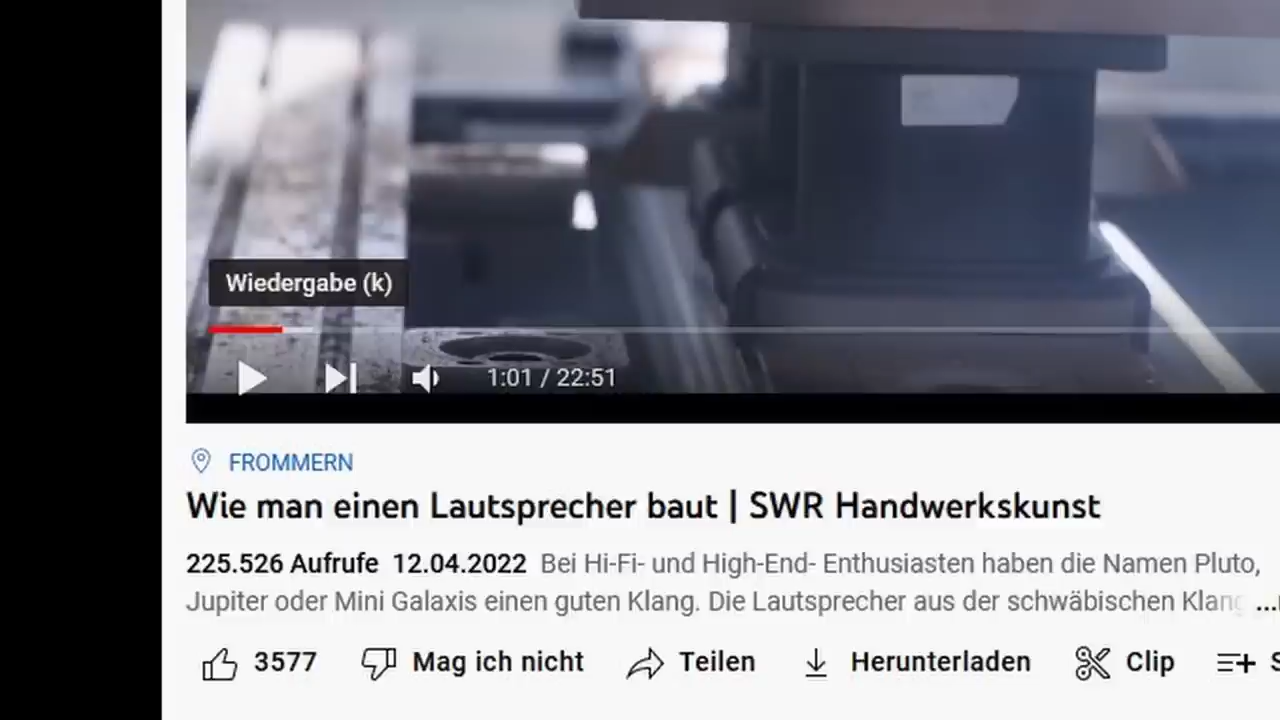 Wiedergabe (k)
1:01 / 22:51
FROMMERN
Wie man einen Lautsprecher baut | SWR Handwerkskunst
225.526 Aufrufe 12.04.2022 Bei Hi-Fi- und High-End- Enthusiasten haben die Namen Pluto,
Jupiter oder Mini Galaxis einen guten Klang. Die Lautsprecher aus der schwäbischen Klang ...
3577 Mag ich nicht Teilen Herunterladen Clip